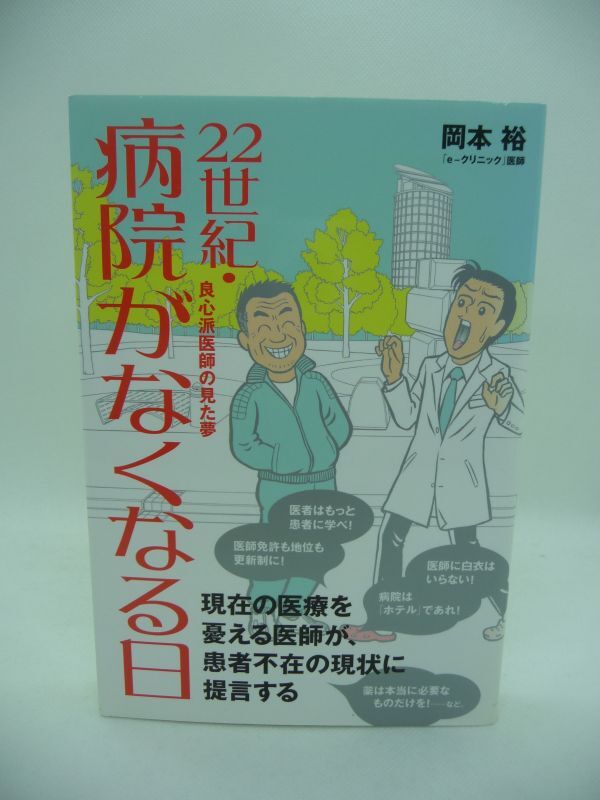 22世紀・
病院がなくなる日
良心派医師の見た夢
岡本 裕
「e-クリニック」医師
医者はもっと
患者に学べ!
医師免許も地位も
更新制に!
医師に白衣は
いらない!
病院は
「ホテル」であれ!
現在の医療を
憂える医師が、
患者不在の現状に
提言する
薬は本当に必要な
ものだけを!……など。